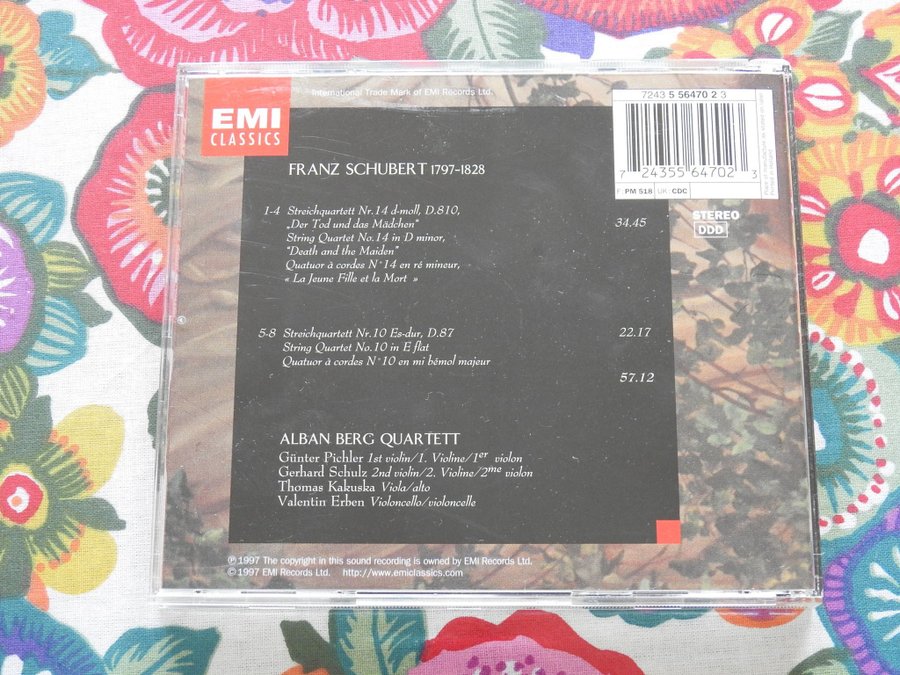 International Trade Mark of EMI Records Ltd.
EMI
CLASSICS
7243 5 56470 2 3
7 24355 64702 3
F: PM 518 UK: CDC
STEREO
DDD
FRANZ SCHUBERT 1797-1828
1-4 Streichquartett Nr.14 d-moll, D.810, 34.45
„Der Tod und das Mädchen“
String Quartet No.14 in D minor,
"Death and the Maiden"
Quatuor à cordes N°14 en ré mineur,
« La Jeune Fille et la Mort »
5-8 Streichquartett Nr.10 Es-dur, D.87 22.17
String Quartet No.10 in E flat
Quatuor à cordes N°10 en mi bémol majeur
57.12
ALBAN BERG QUARTETT
Günter Pichler 1st violin/1. Violine/1er violon
Gerhard Schulz 2nd violin/2. Violine/2me violon
Thomas Kakuska Viola/alto
Valentin Erben Violoncello/violoncelle
℗ 1997 The copyright in this sound recording is owned by EMI Records Ltd.
© 1997 EMI Records Ltd. http://www.emiclassics.com